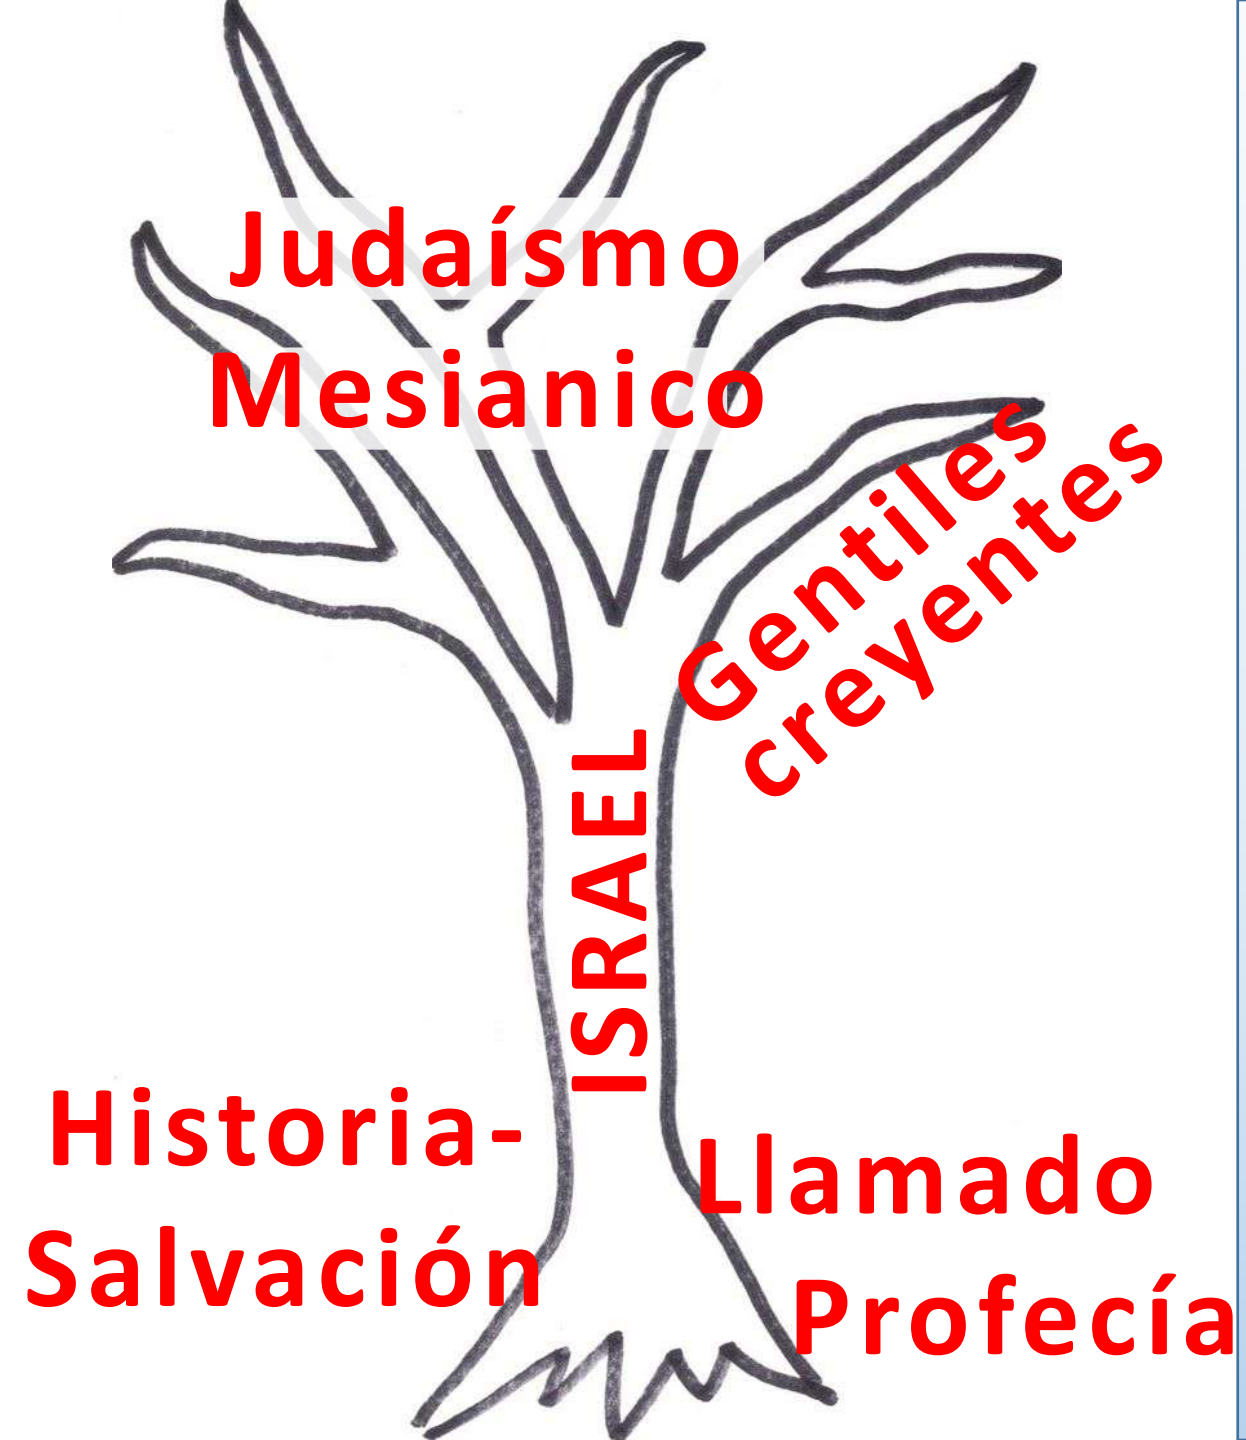 Judaísmo
Mesianico
Gentiles
creyentes
ISRAEL
Historia-
Salvación
Llamado
Profecía